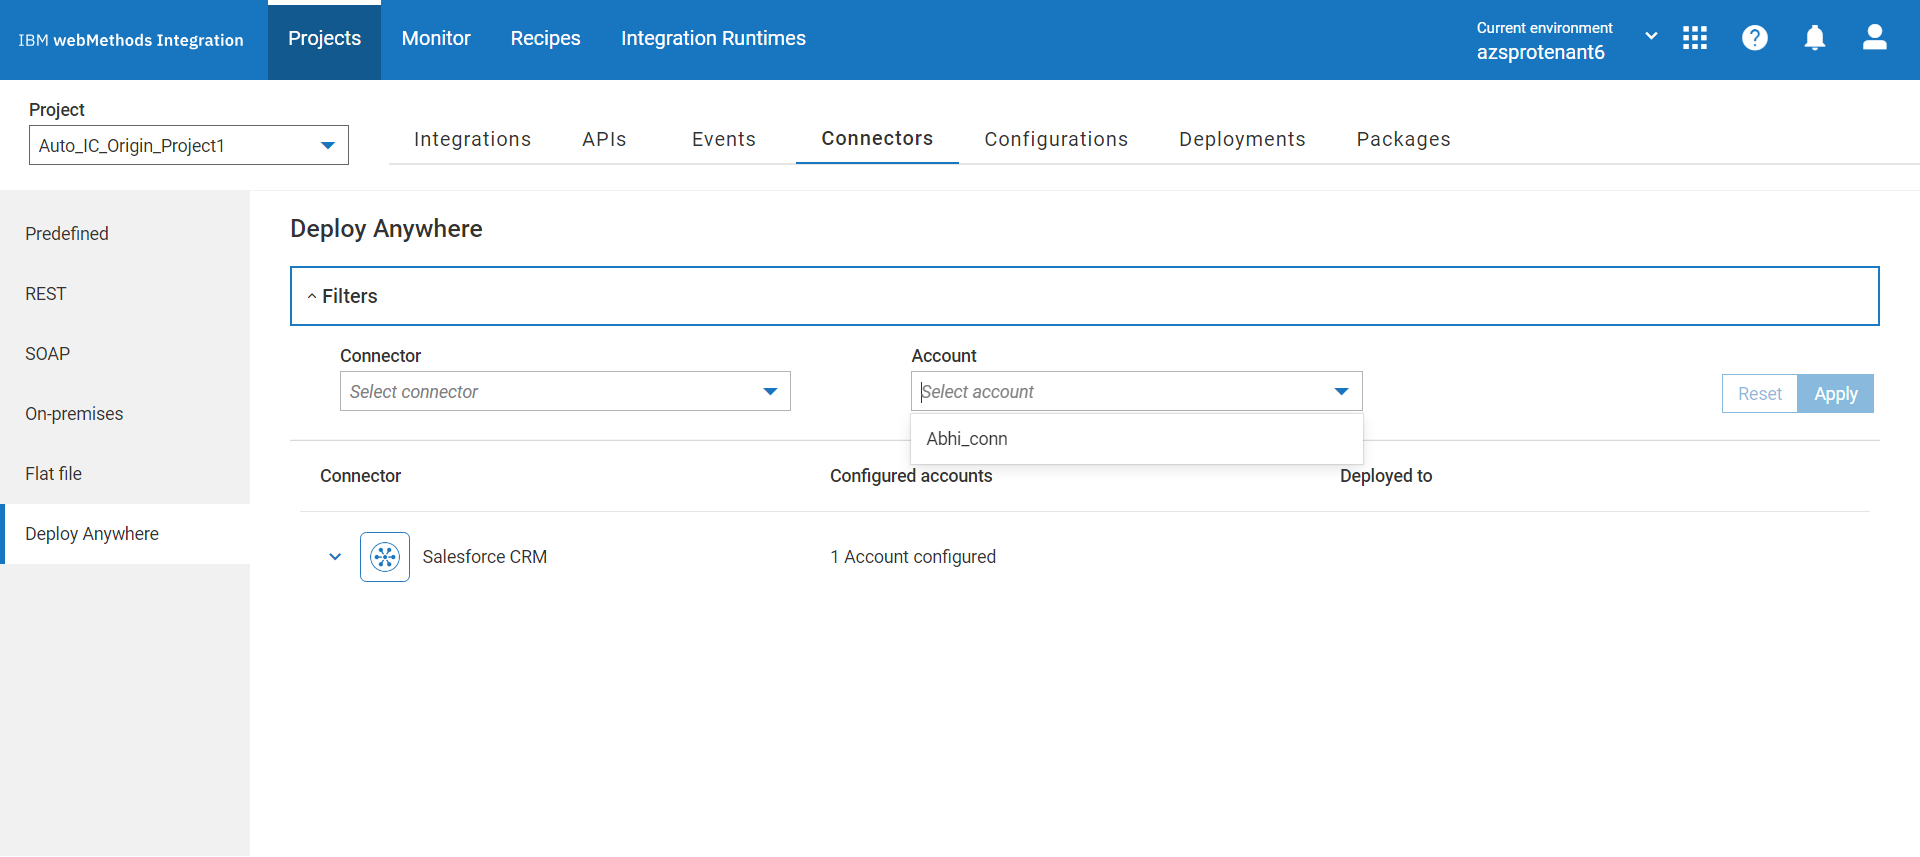 IBM webMethods Integration
Projects
Monitor
Recipes
Integration Runtimes
Current environment
azsprotenant6
Project
Auto_IC_Origin_Project1
Integrations
APIs
Events
Connectors
Configurations
Deployments
Packages
Predefined
REST
SOAP
On-premises
Flat file
Deploy Anywhere
Deploy Anywhere
Filters
Connector
Select connector
Account
Select account
Abhi_conn
Reset
Apply
Connector
Configured accounts
Deployed to
Salesforce CRM
1 Account configured